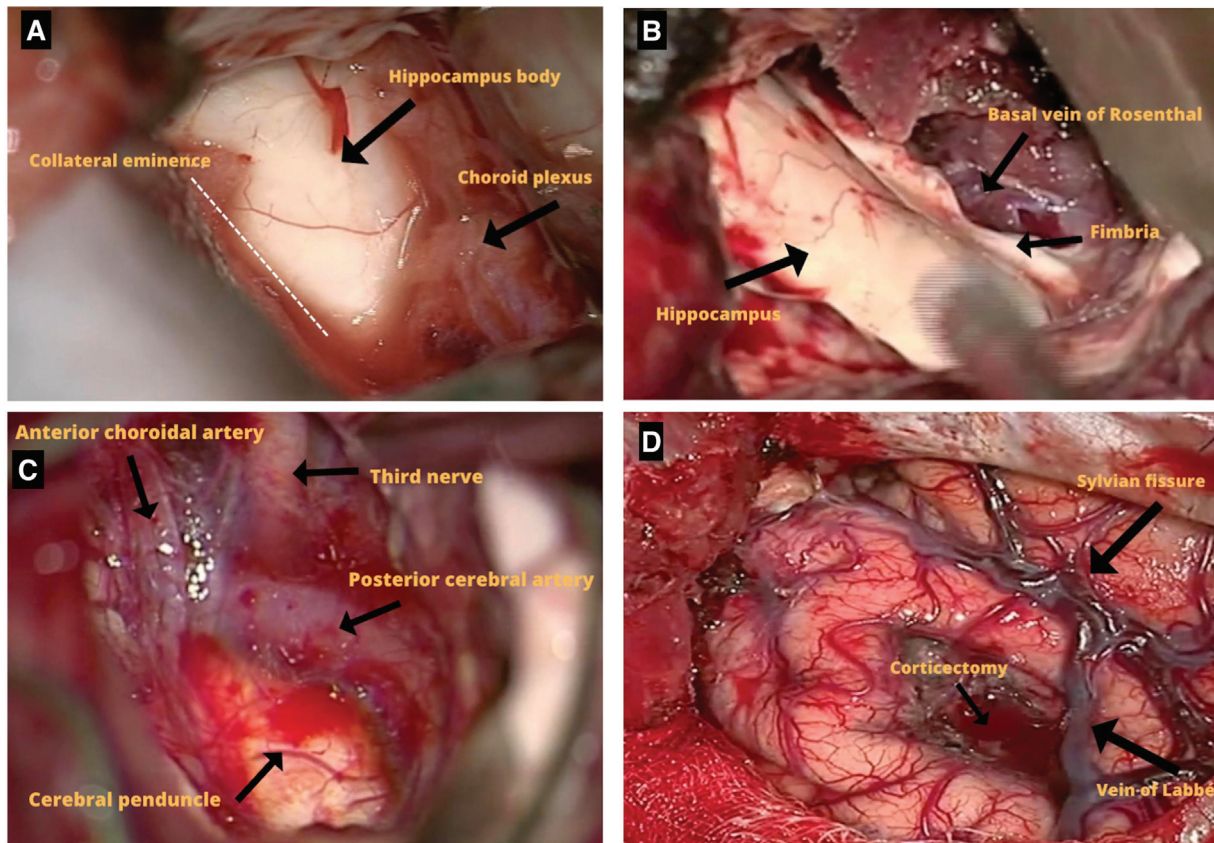 A
Hippocampus body
Collateral eminence
Choroid plexus
B
Basal vein of Rosenthal
Fimbria
Hippocampus
Anterior choroidal artery
C
Third nerve
Posterior cerebral artery
Cerebral penduncle
D
Sylvian fissure
Corticectomy
Vein of Labbé